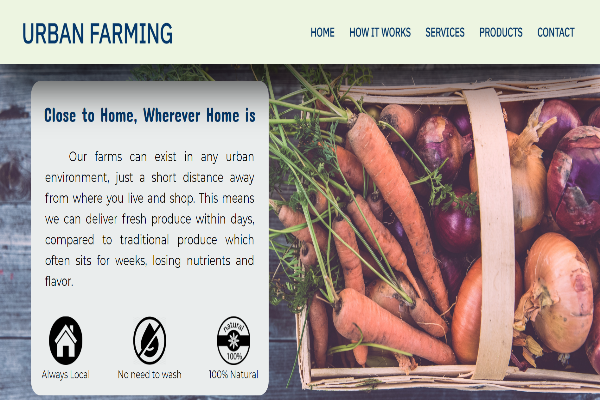 URBAN FARMING
HOME HOW IT WORKS SERVICES PRODUCTS CONTACT
Close to Home, Wherever Home is
Our farms can exist in any urban
environment, just a short distance away
from where you live and shop. This means
we can deliver fresh produce within days,
compared to traditional produce which
often sits for weeks, losing nutrients and
flavor.
natural
100%
Always Local
No need to wash
100% Natural